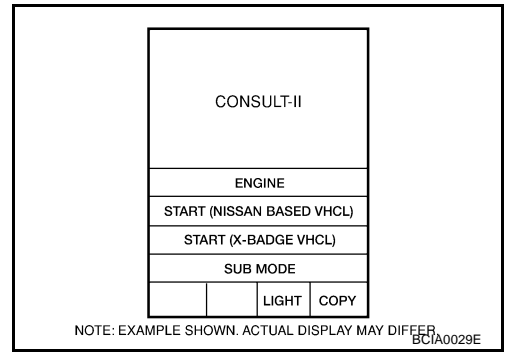 CONSULT-II
ENGINE
START (NISSAN BASED VHCL)
START (X-BADGE VHCL)
SUB MODE
LIGHT COPY
NOTE: EXAMPLE SHOWN. ACTUAL DISPLAY MAY DIFFER.
BCIA0029E